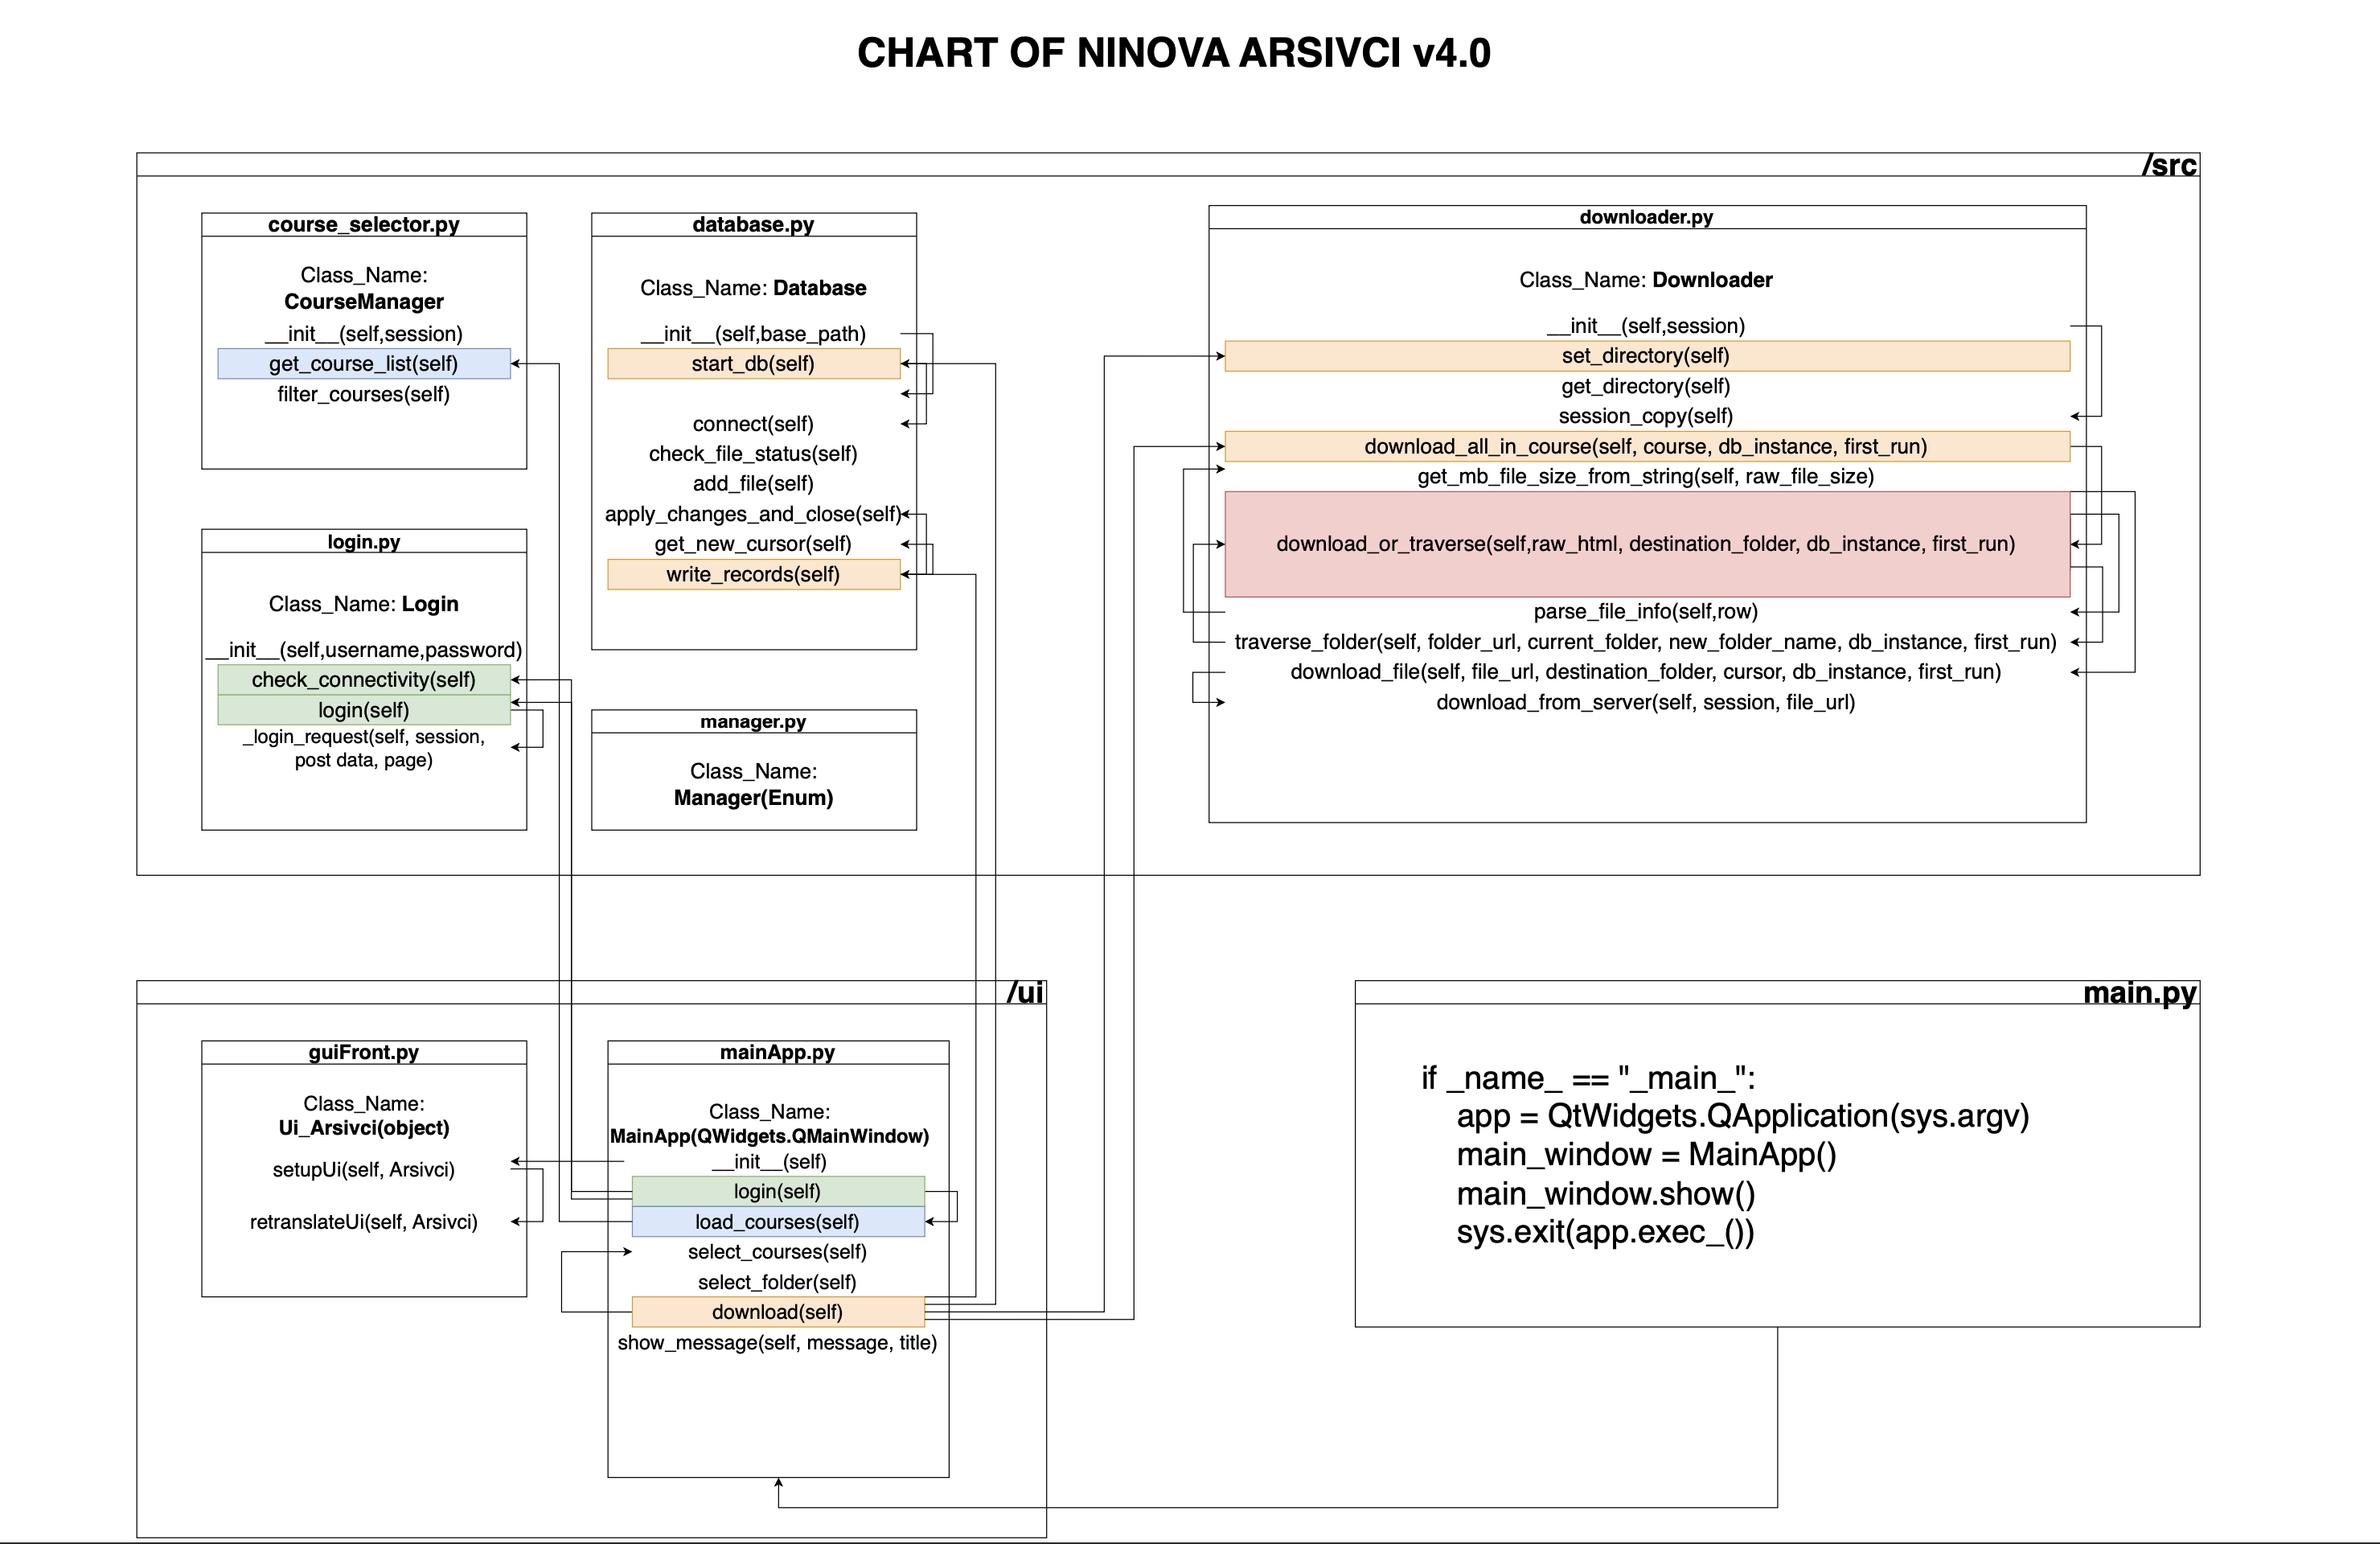 CHART OF NINOVA ARSIVCI v4.0
/src
course_selector.py
Class_Name:
CourseManager
__init__(self,session)
get_course_list(self)
filter_courses(self)
login.py
Class_Name: Login
__init__(self,username,password)
check_connectivity(self)
login(self)
_login_request(self, session,
post data, page)
database.py
Class_Name: Database
__init__(self,base_path)
start_db(self)
connect(self)
check_file_status(self)
add_file(self)
apply_changes_and_close(self)
get_new_cursor(self)
write_records(self)
manager.py
Class_Name:
Manager(Enum)
downloader.py
Class_Name: Downloader
__init__(self,session)
set_directory(self)
get_directory(self)
session_copy(self)
download_all_in_course(self, course, db_instance, first_run)
get_mb_file_size_from_string(self, raw_file_size)
download_or_traverse(self,raw_html, destination_folder, db_instance, first_run)
parse_file_info(self,row)
traverse_folder(self, folder_url, current_folder, new_folder_name, db_instance, first_run)
download_file(self, file_url, destination_folder, cursor, db_instance, first_run)
download_from_server(self, session, file_url)
/ui
guiFront.py
Class_Name:
Ui_Arsivci(object)
setupUi(self, Arsivci)
retranslateUi(self, Arsivci)
mainApp.py
Class_Name:
MainApp(QWidgets.QMainWindow)
__init__(self)
login(self)
load_courses(self)
select_courses(self)
select_folder(self)
download(self)
show_message(self, message, title)
main.py
if _name_ == "_main_":
app = QtWidgets.QApplication(sys.argv)
main_window = MainApp()
main_window.show()
sys.exit(app.exec_())